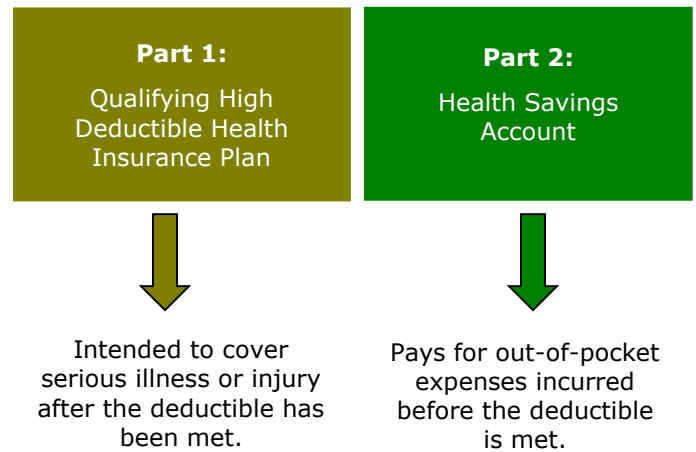 Part 1:
Qualifying High
Deductible Health
Insurance Plan
Part 2:
Health Savings
Account
Intended to cover
serious illness or injury
after the deductible has
been met.
Pays for out-of-pocket
expenses incurred
before the deductible
is met.